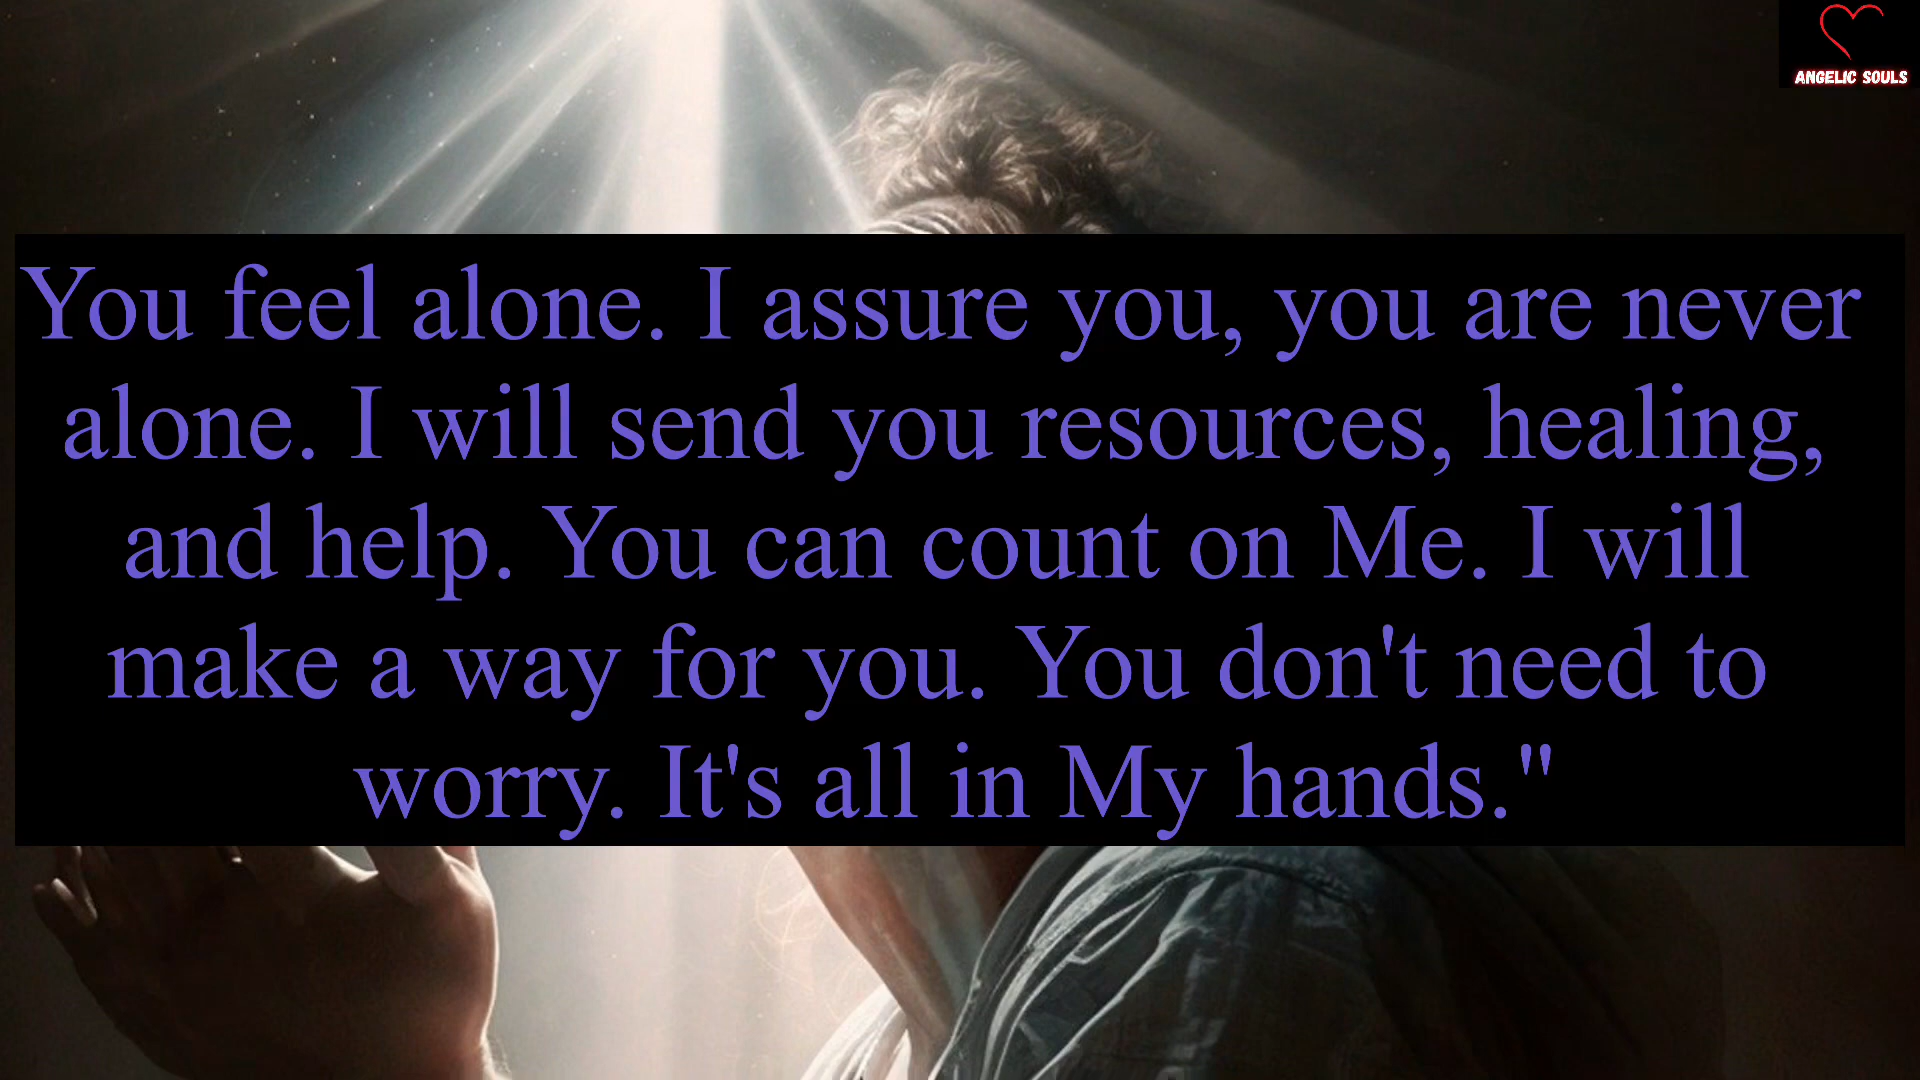 ANGELIC SOULS
You feel alone. I assure you, you are never
alone. I will send you resources, healing,
and help. You can count on Me. I will
make a way for you. You don't need to
worry. It's all in My hands."